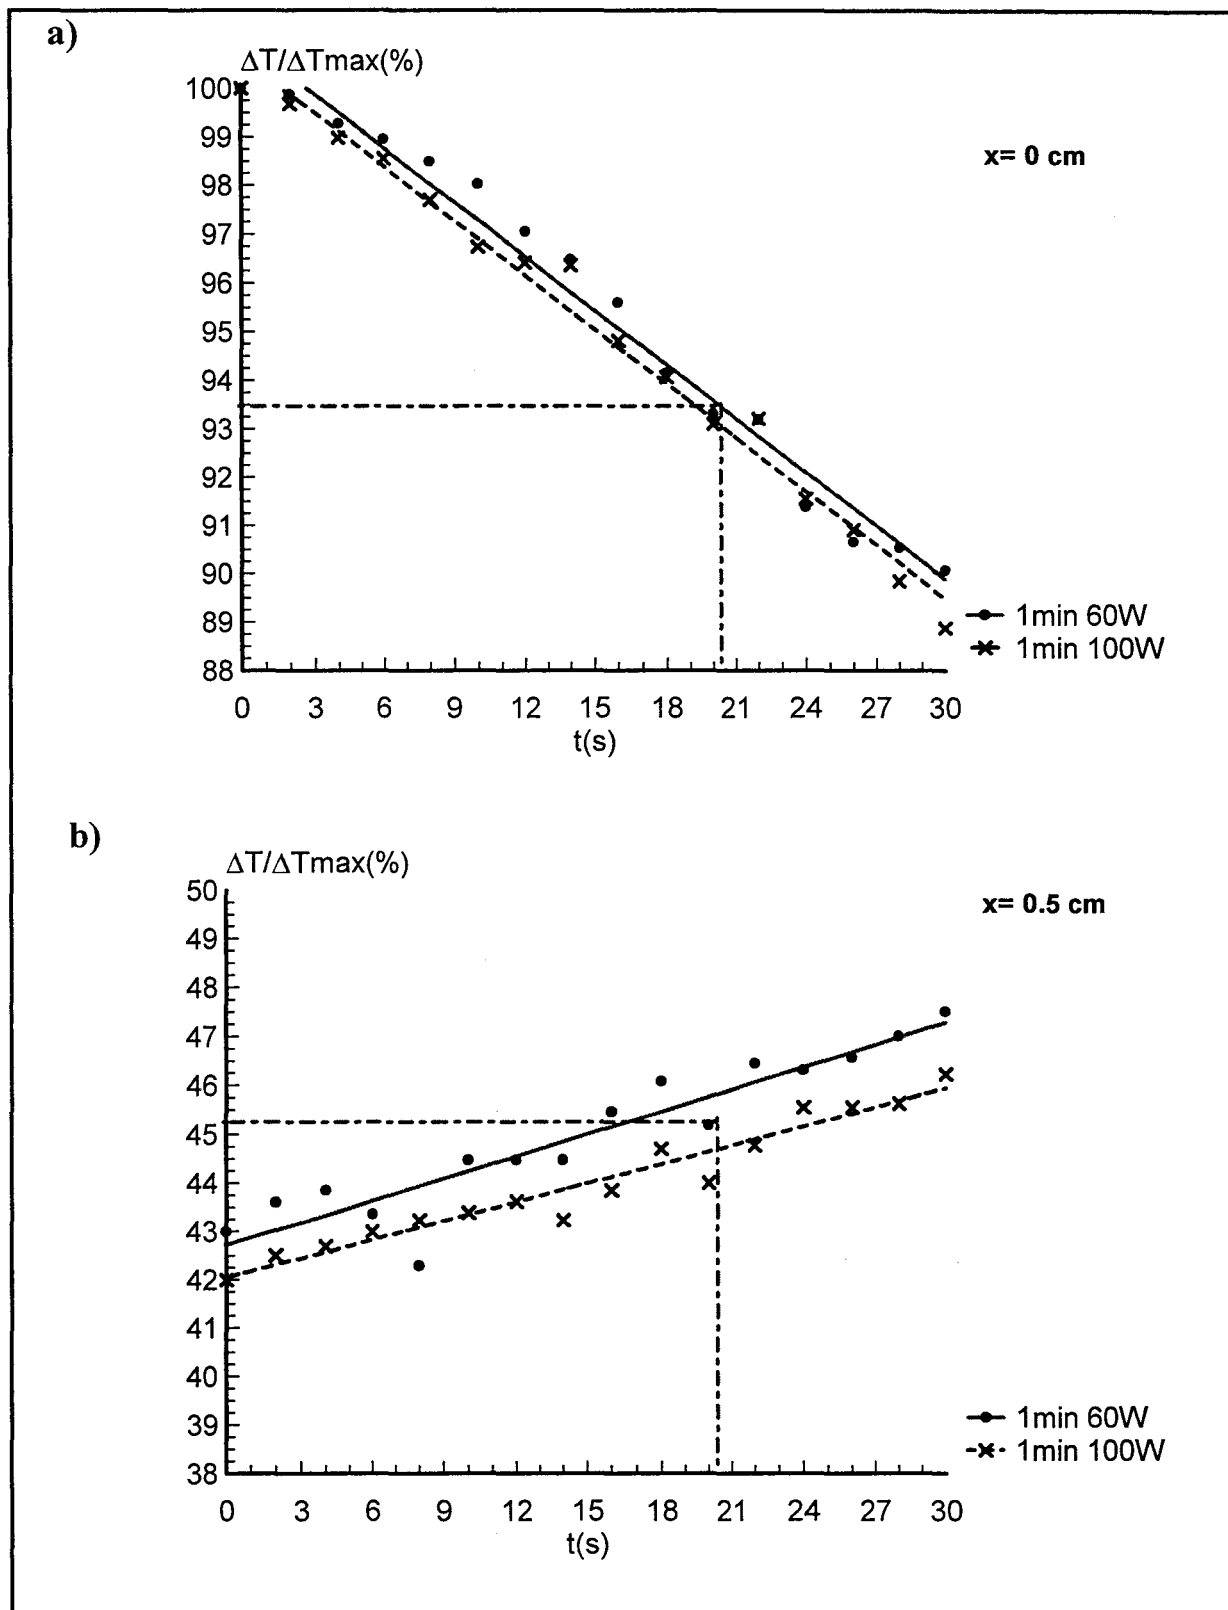 a)
ΔT/ΔTmax(%)
100
99
98
97
96
95
94
93
92
91
90
89
88
x= 0 cm
1min 60W
1min 100W
0 3 6 9 12 15 18 21 24 27 30
t(s)
b)
ΔT/ΔTmax(%)
50
49
48
47
46
45
44
43
42
41
40
39
38
x= 0.5 cm
1min 60W
1min 100W
0 3 6 9 12 15 18 21 24 27 30
t(s)